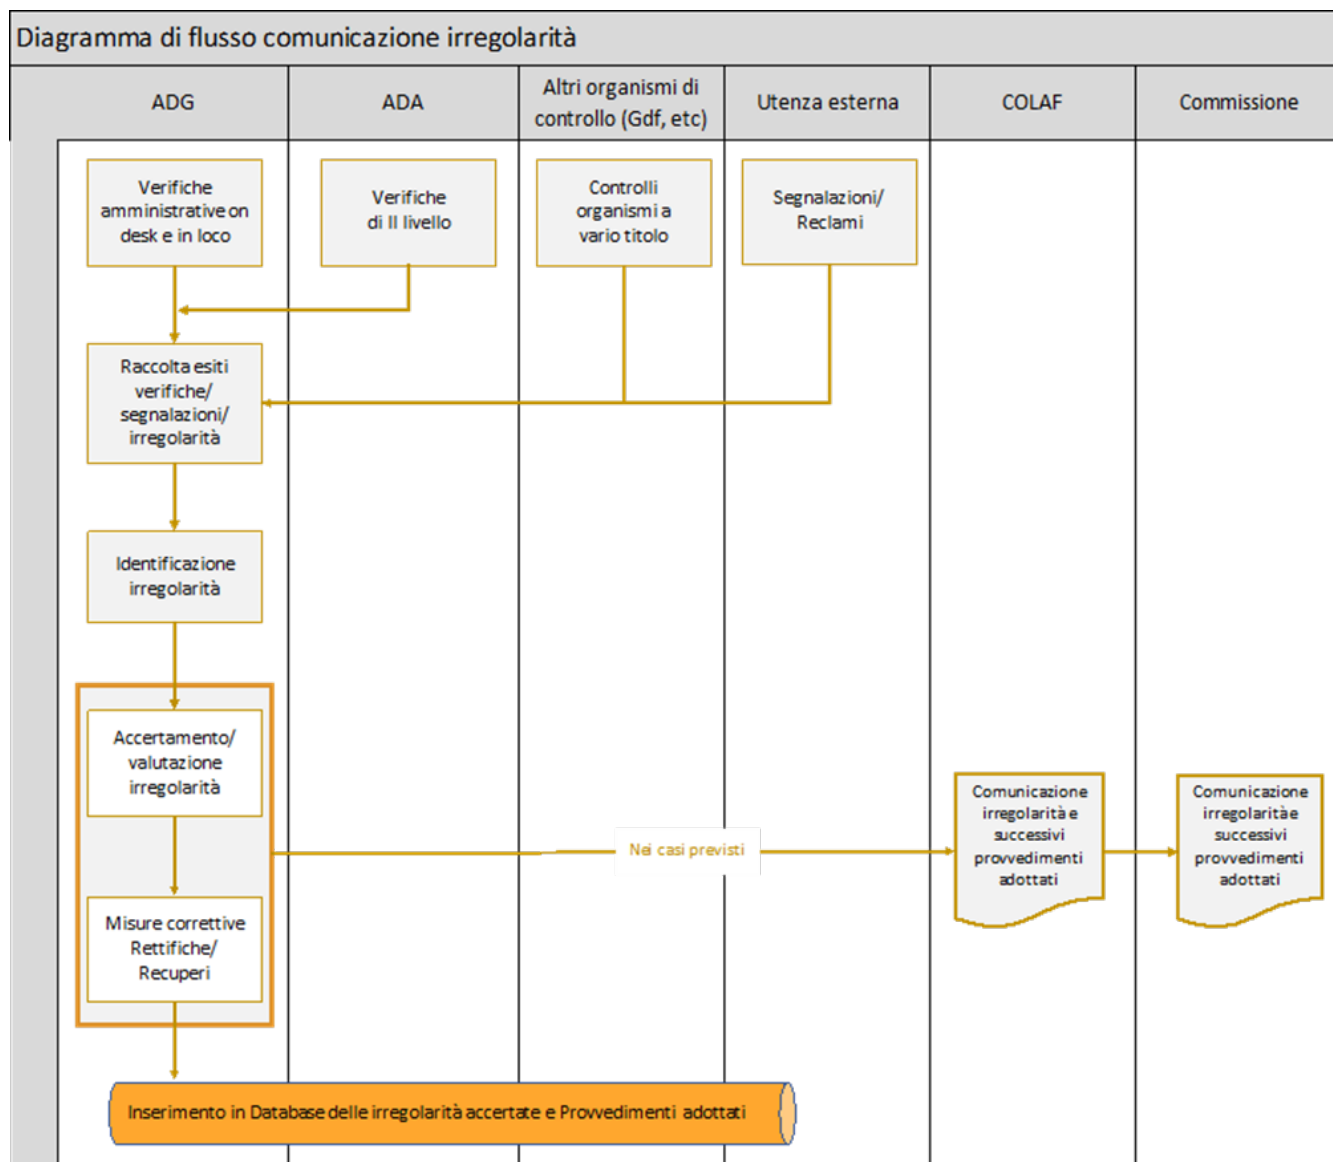 Diagramma di flusso comunicazione irregolarità
ADG
ADA
Altri organismi di
controllo (Gdf, etc)
Utenza esterna
COLAF
Commissione
Verifiche
amministrative on
desk e in loco
Verifiche
di II livello
Controlli
organismi a
vario titolo
Segnalazioni/
Reclami
Raccolta esiti
verifiche/
segnalazioni/
irregolarità
Identificazione
irregolarità
Accertamento/
valutazione
irregolarità
Nei casi previsti
Comunicazione
irregolarità e
successivi
provvedimenti
adottati
Comunicazione
irregolarità e
successivi
provvedimenti
adottati
Misure correttive
Rettifiche/
Recuperi
Inserimento in Database delle irregolarità accertate e Provvedimenti adottati